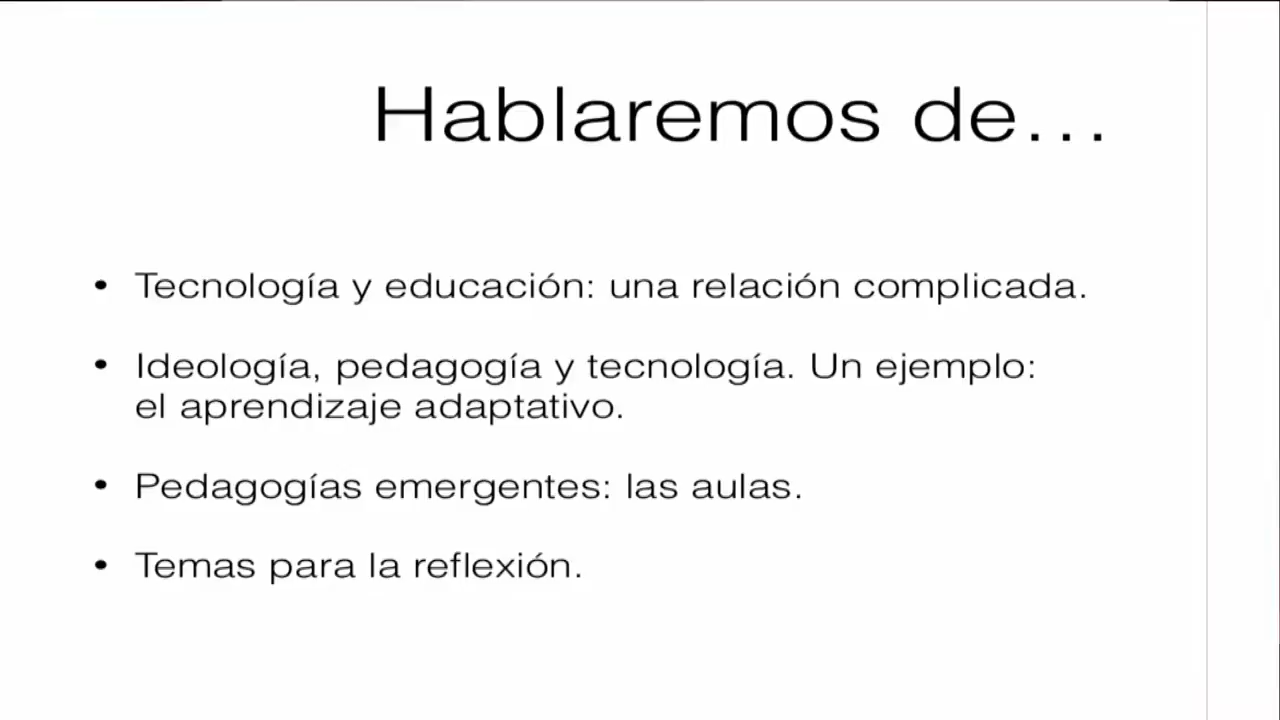 Hablaremos de...
• Tecnología y educación: una relación complicada.
• Ideología, pedagogía y tecnología. Un ejemplo:
el aprendizaje adaptativo.
• Pedagogías emergentes: las aulas.
• Temas para la reflexión.